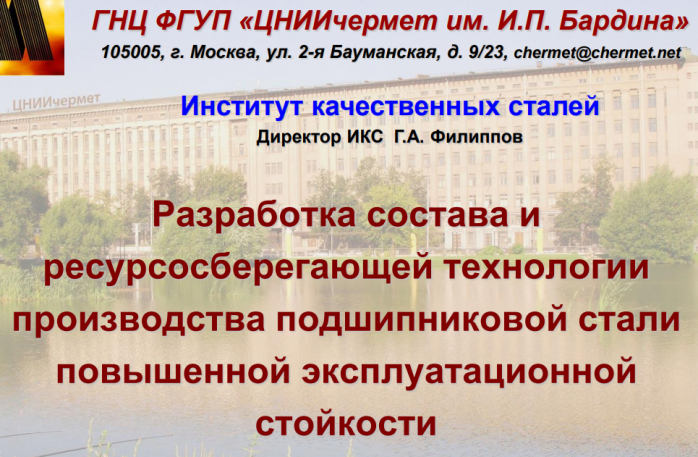 ГНЦ ФГУП «ЦНИИчермет им. И.П. Бардина»
105005, г. Москва, ул. 2-я Бауманская, д. 9/23, chermet@chermet.net
ЦНИИчермет
Институт качественных сталей
Директор ИКС Г.А. Филиппов
Разработка состава и
ресурсосберегающей технологии
производства подшипниковой стали
повышенной эксплуатационной
стойкости